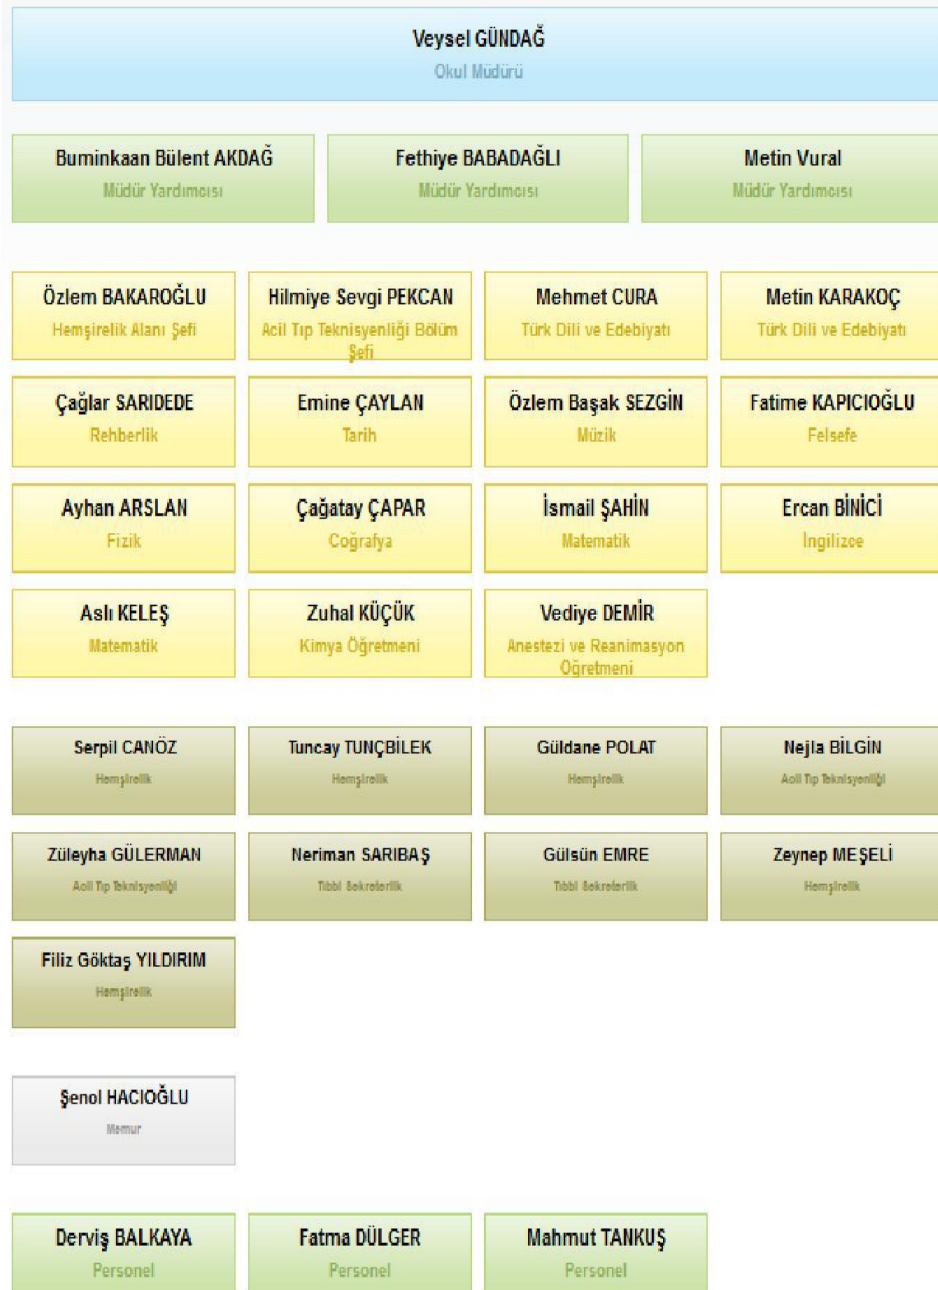 Veysel GÜNDAĞ
Okul Müdürü
Buminkaan Bülent AKDAĞ
Müdür Yardımcısı
Fethiye BABADAĞLI
Müdür Yardımcısı
Metin Vural
Müdür Yardımcısı
Özlem BAKAROĞLU
Hemşirelik Alanı Şefi
Hilmiye Sevgi PEKCAN
Acil Tıp Teknisyenliği Bölüm
Şefi
Mehmet CURA
Türk Dili ve Edebiyatı
Metin KARAKOÇ
Türk Dili ve Edebiyatı
Çağlar SARIDEDE
Rehberlik
Emine ÇAYLAN
Tarih
Özlem Başak SEZGİN
Müzik
Fatime KAPICIOĞLU
Felsefe
Ayhan ARSLAN
Fizik
Çağatay ÇAPAR
Coğrafya
İsmail ŞAHİN
Matematik
Ercan BİNİCİ
İngilizce
Aslı KELEŞ
Matematik
Zuhal KÜÇÜK
Kimya Öğretmeni
Vediye DEMİR
Anestezi ve Reanimasyon
Öğretmeni
Serpil CANÖZ
Hemşirelik
Tuncay TUNÇBİLEK
Hemşirelik
Güldane POLAT
Hemşirelik
Nejla BİLGİN
Acil Tıp Teknisyenliği
Züleyha GÜLERMAN
Acil Tıp Teknisyenliği
Neriman SARIBAŞ
Tıbbi Sekreterlik
Gülsün EMRE
Tıbbi Sekreterlik
Zeynep MEŞELİ
Hemşirelik
Filiz Göktaş YILDIRIM
Hemşirelik
Şenol HACIOĞLU
Memur
Derviş BALKAYA
Personel
Fatma DÜLGER
Personel
Mahmut TANKUŞ
Personel